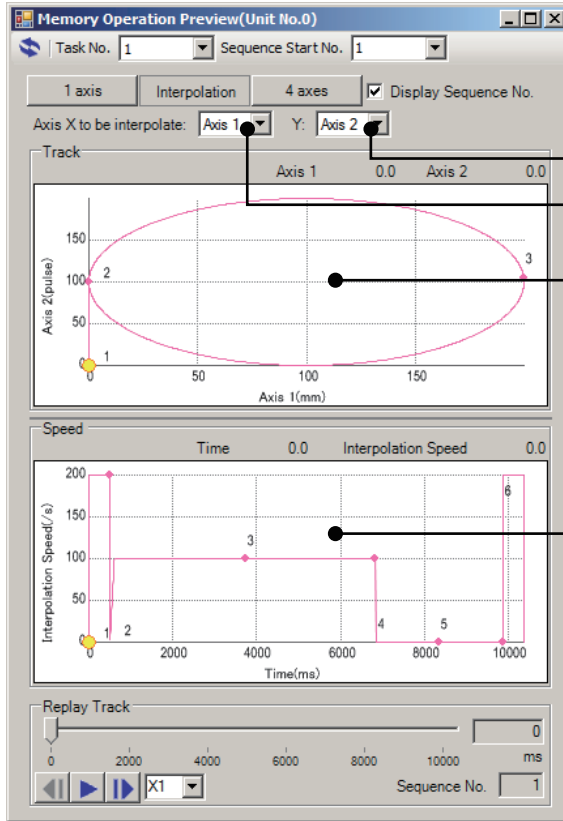 Memory Operation Preview(Unit No.0)
Task No. 1 Sequence Start No. 1
1 axis Interpolation 4 axes Display Sequence No.
Axis X to be interpolate: Axis 1 Y: Axis 2
Track
Axis 1 0.0 Axis 2 0.0
150
100
50
0
Axis 2(pulse)
2
3
1
0 50 100 150
Axis 1(mm)
Speed
Time 0.0 Interpolation Speed 0.0
200
150
100
50
0
Interpolation Speed(/s)
6
3
1 2 4 5
0 2000 4000 6000 8000 10000
Time(ms)
Replay Track
0
0 2000 4000 6000 8000 10000 ms
X1 Sequence No. 1